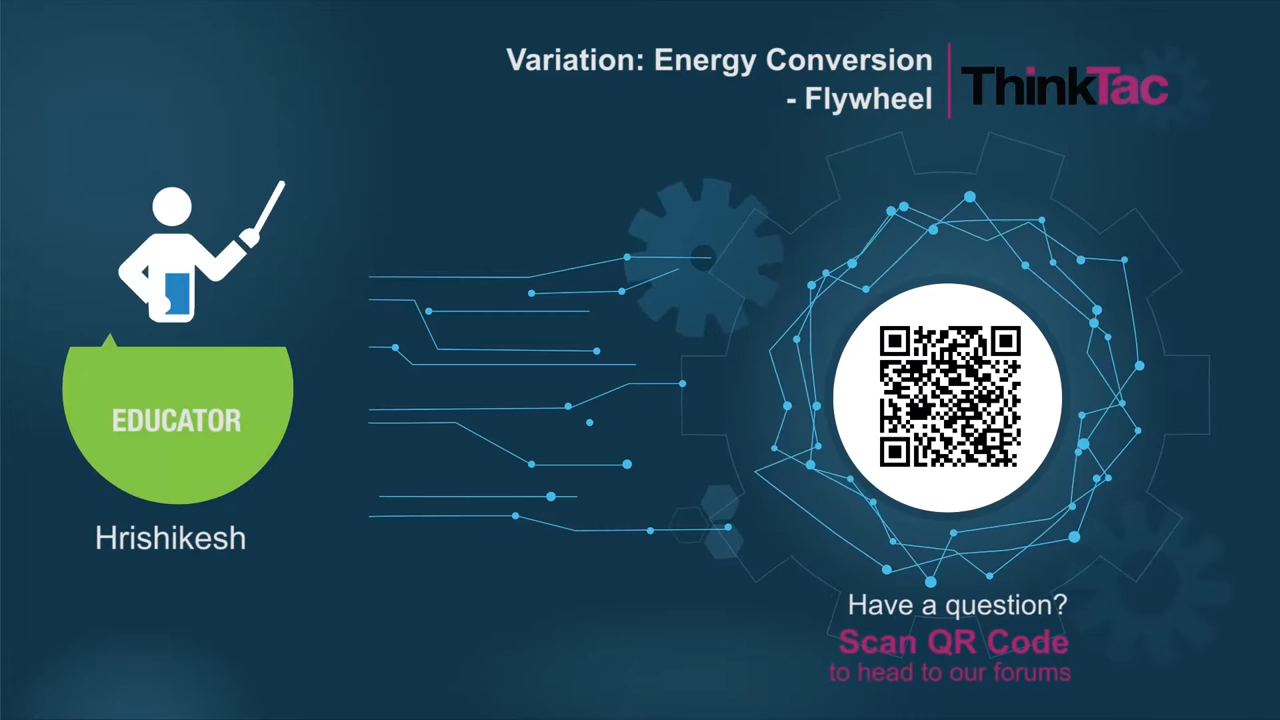 Variation: Energy Conversion
- Flywheel
ThinkTac
EDUCATOR
Hrishikesh
Have a question?
Scan QR Code
to head to our forums